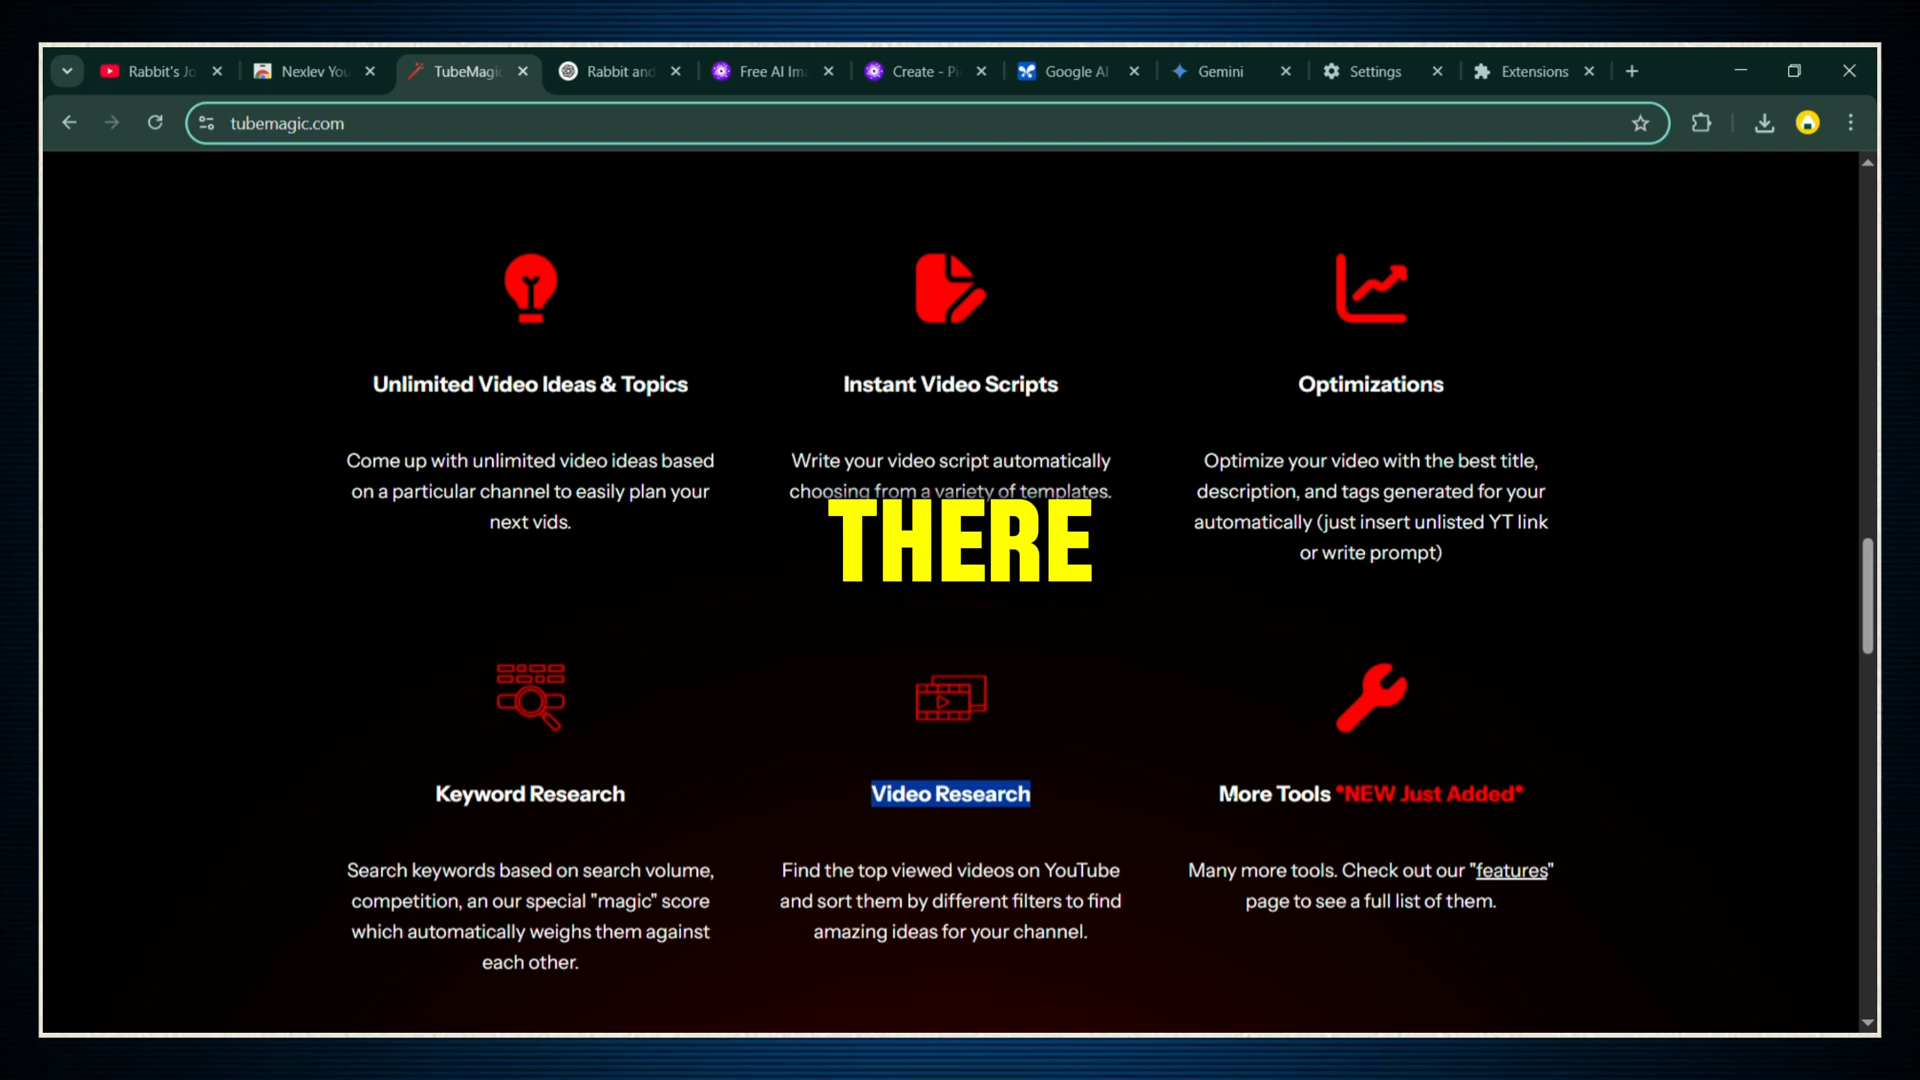 Rabbit's Jo
Nexlev You
TubeMagic
Rabbit and
Free AI Im
Create - Pi
Google AI
Gemini
Settings
Extensions
tubemagic.com
Unlimited Video Ideas & Topics
Come up with unlimited video ideas based
on a particular channel to easily plan your
next vids.
Instant Video Scripts
Write your video script automatically
choosing from a variety of templates.
THERE
Optimizations
Optimize your video with the best title,
description, and tags generated for your
automatically (just insert unlisted YT link
or write prompt)
Keyword Research
Search keywords based on search volume,
competition, an our special "magic" score
which automatically weighs them against
each other.
Video Research
Find the top viewed videos on YouTube
and sort them by different filters to find
amazing ideas for your channel.
More Tools *NEW Just Added*
Many more tools. Check out our "features"
page to see a full list of them.